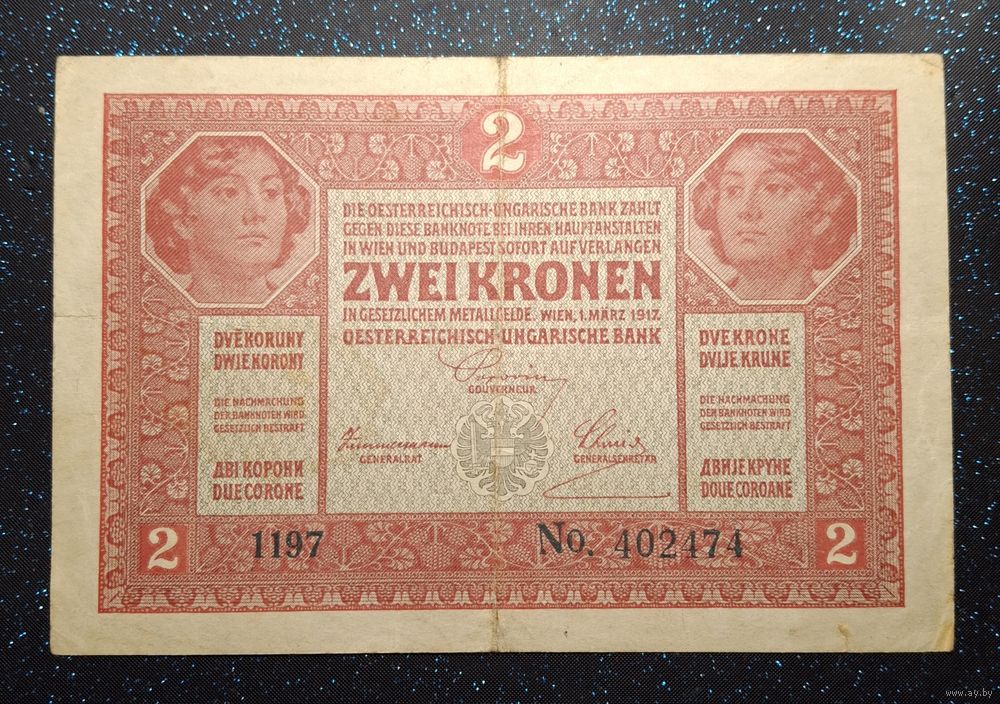 2
DIE OESTERREICHISCH-UNGARISCHE BANK ZAHLT
GEGEN DIESE BANKNOTE BEI IHREN HAUPTANSTALTEN
IN WIEN UND BUDAPEST SOFORT AUF VERLANGEN
ZWEI KRONEN
IN GESETZLICHEM METALLGELDE. WIEN, 1. MÄRZ 1917.
OESTERREICHISCH-UNGARISCHE BANK
GOUVERNEUR
GENERALRAT
GENERALSEKRETÄR
DVĚ KORUNY
DWIE KORONY
DIE NACHMACHUNG
DER BANKNOTEN WIRD
GESETZLICH BESTRAFT
ДВІ КОРОНИ
DUE CORONE
DVE KRONE
DVIJE KRUNE
DIE NACHMACHUNG
DER BANKNOTEN WIRD
GESETZLICH BESTRAFT
ДВИЈЕ КРУНЕ
DOUE COROANE
2
1197
No. 402474
2
www.ay.by